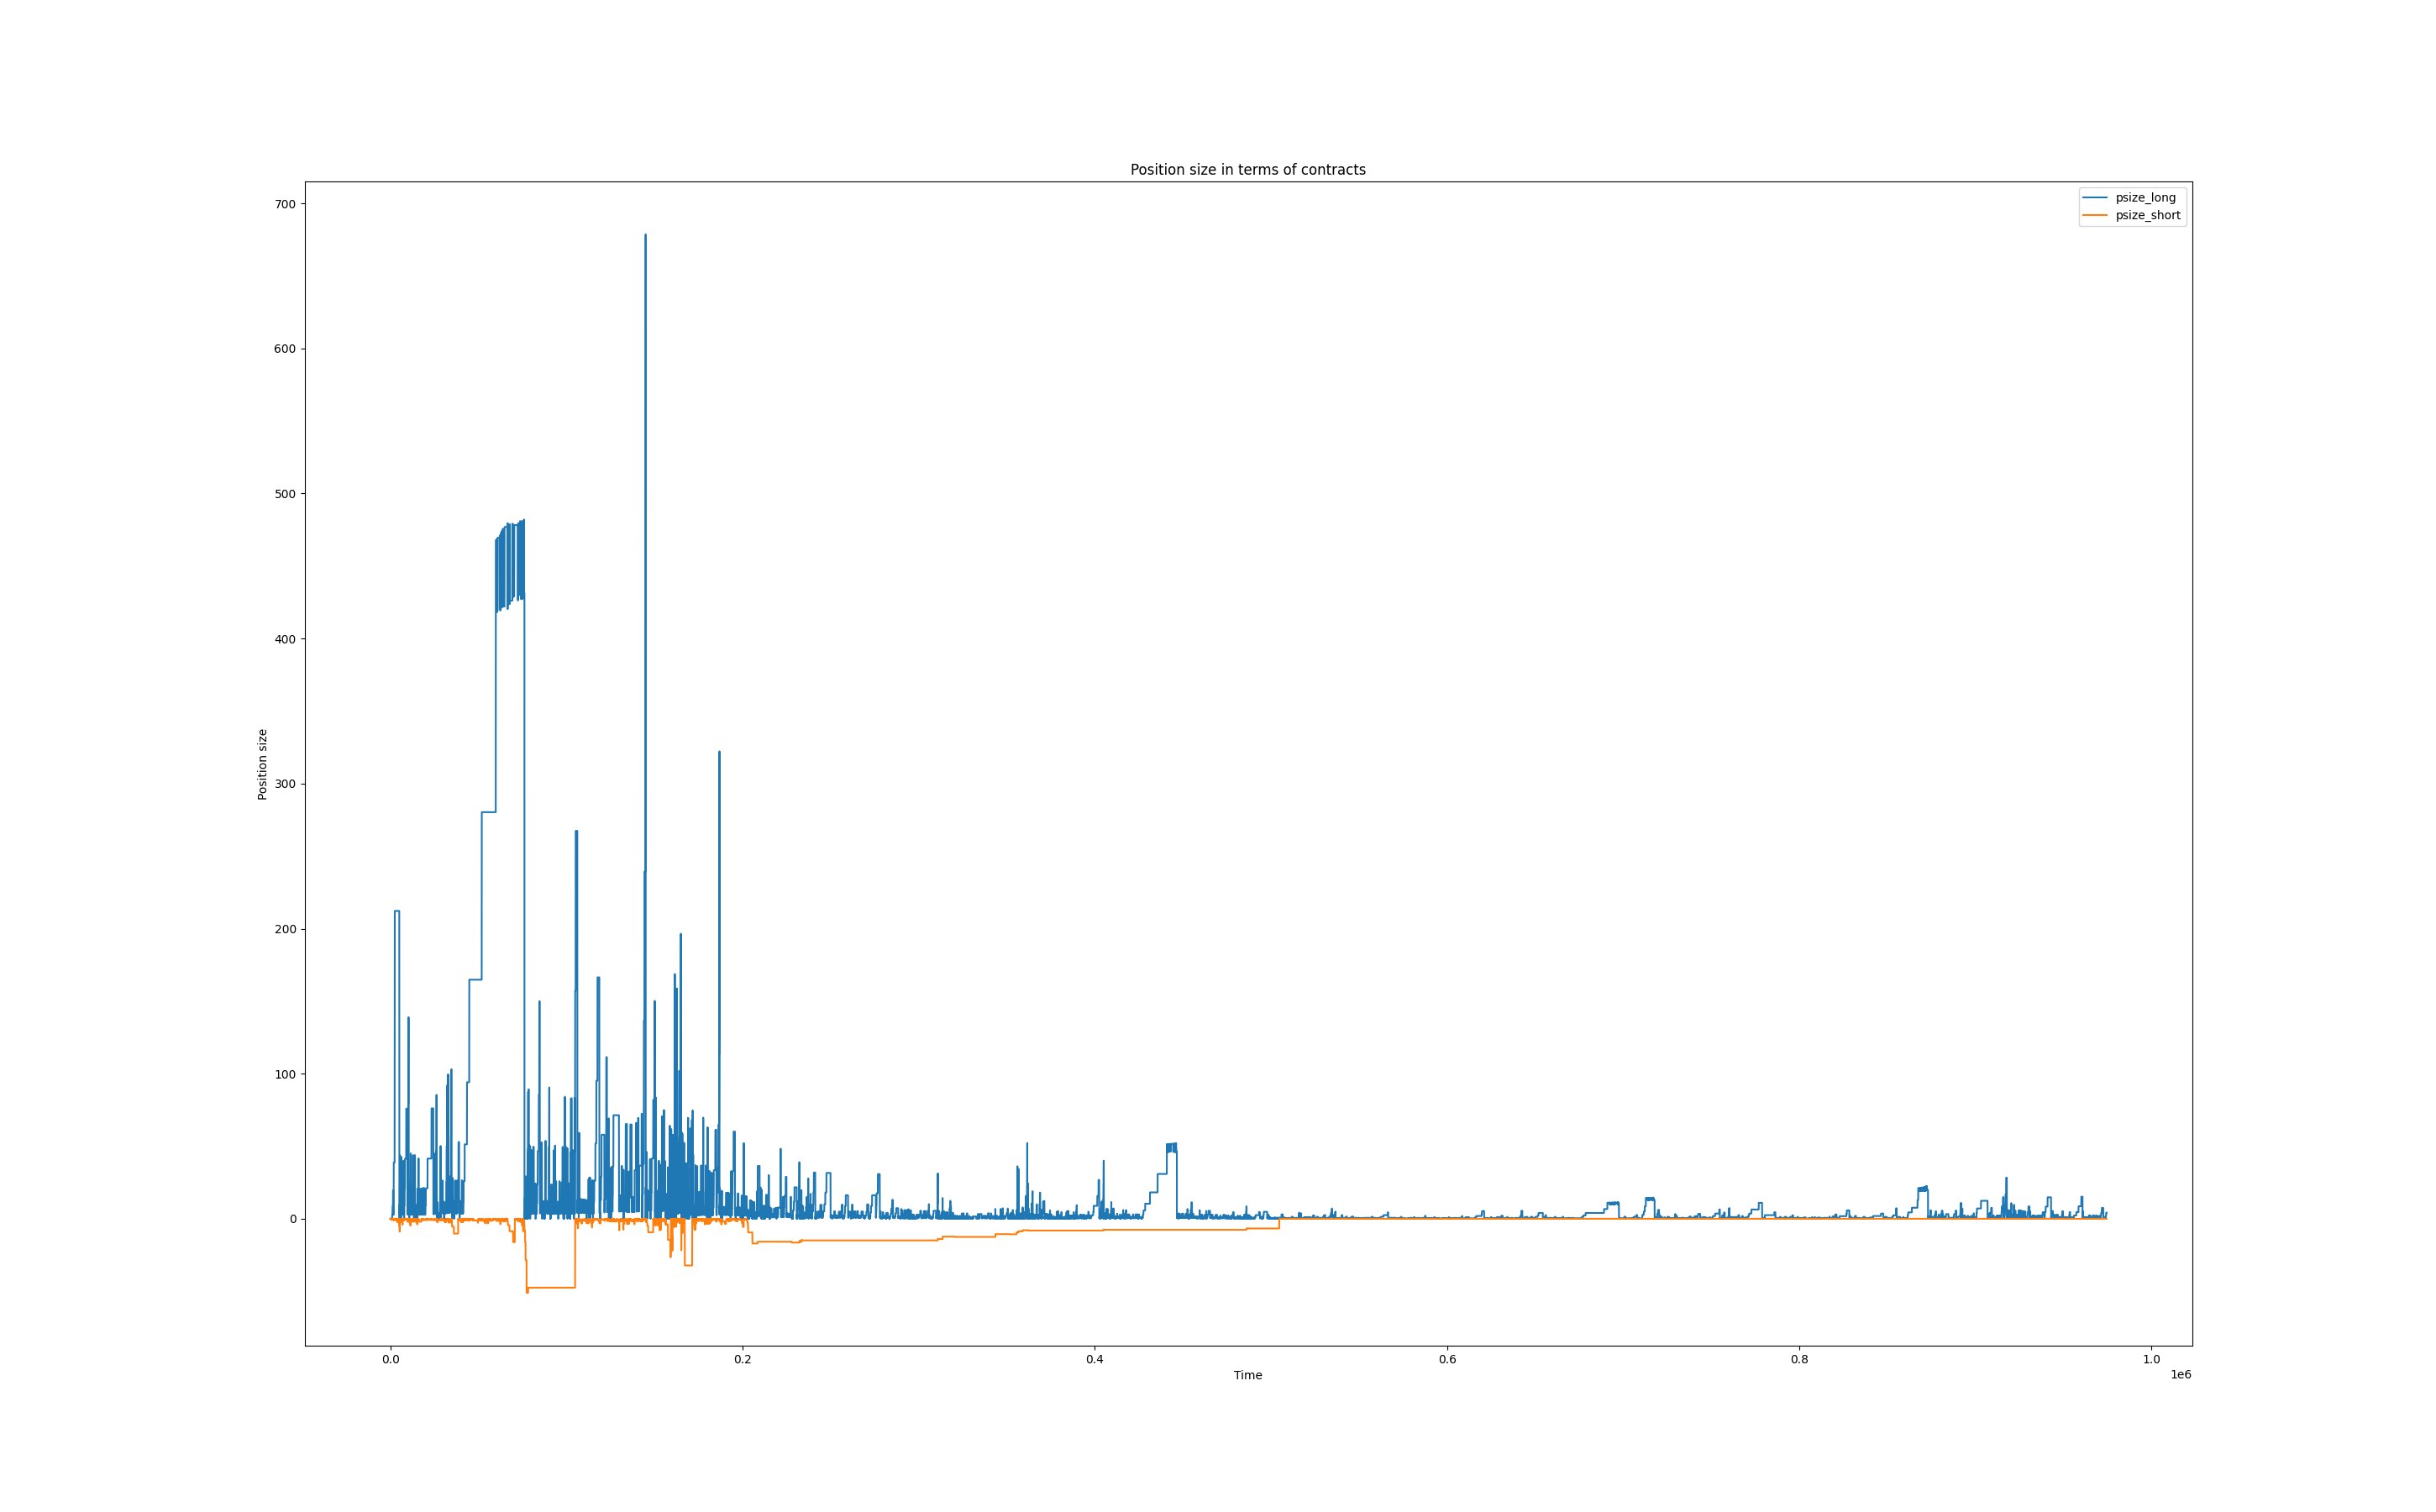 Position size in terms of contracts
psize_long
psize_short
700
600
500
400
300
200
100
0
Position size
0.0 0.2 0.4 0.6 0.8 1.0
Time
1e6